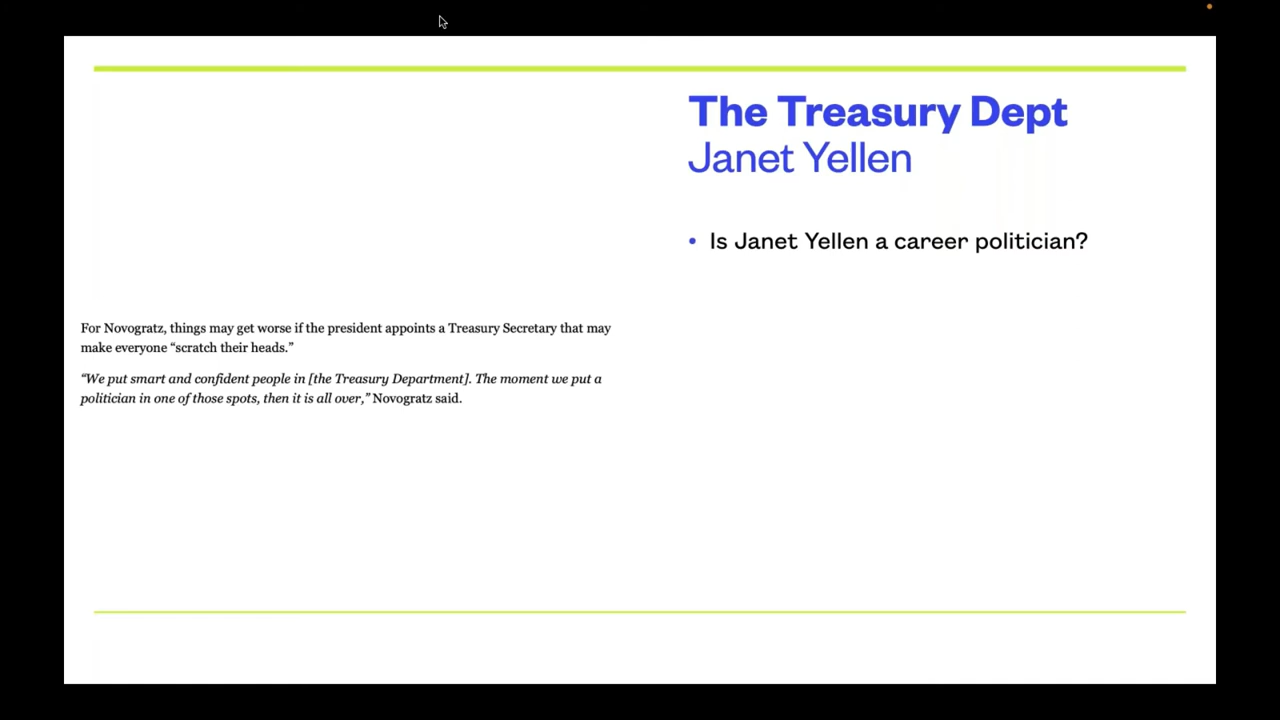 The Treasury Dept
Janet Yellen
• Is Janet Yellen a career politician?
For Novogratz, things may get worse if the president appoints a Treasury Secretary that may
make everyone “scratch their heads.”
“We put smart and confident people in [the Treasury Department]. The moment we put a
politician in one of those spots, then it is all over,” Novogratz said.